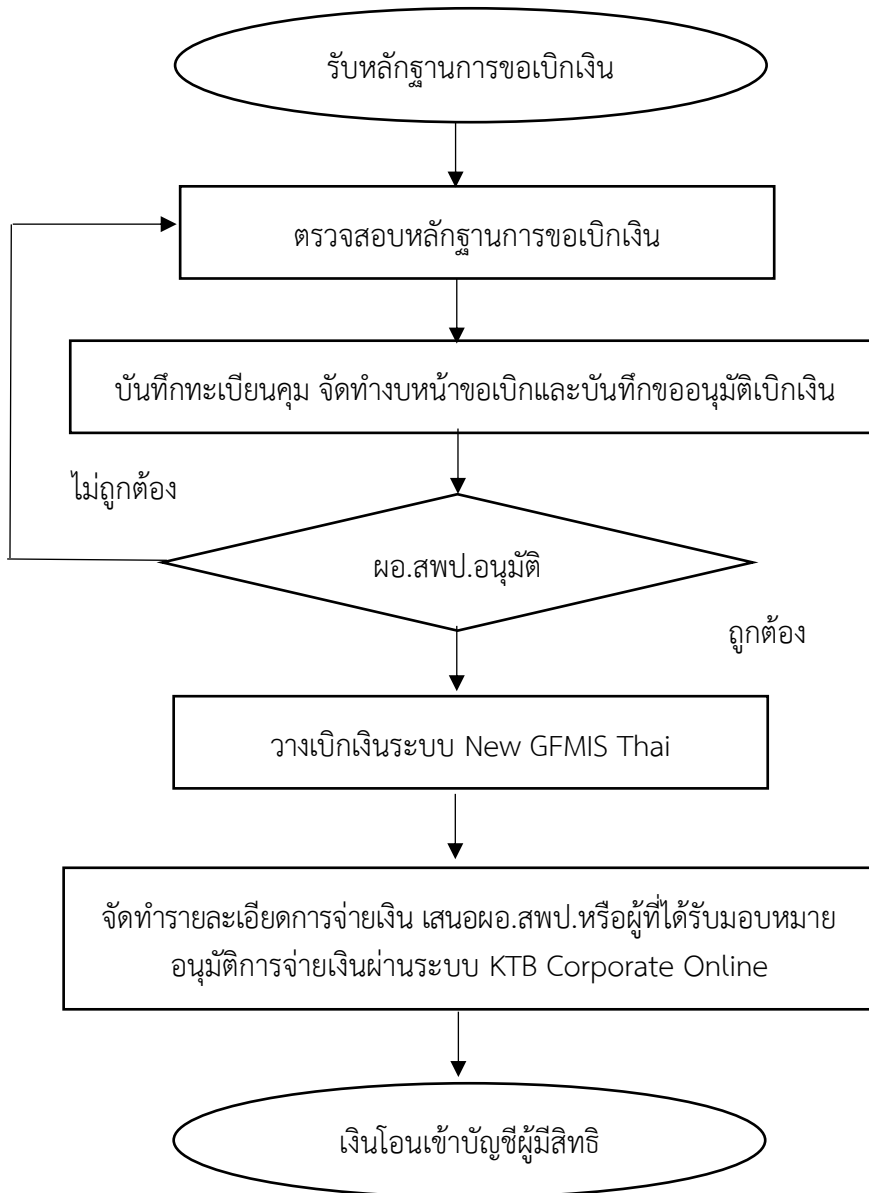 รับหลักฐานการขอเบิกเงิน
ตรวจสอบหลักฐานการขอเบิกเงิน
บันทึกทะเบียนคุม จัดทำงบหน้าขอเบิกและบันทึกขออนุมัติเบิกเงิน
ไม่ถูกต้อง
ผอ.สพป.อนุมัติ
ถูกต้อง
วางเบิกเงินระบบ New GFMIS Thai
จัดทำรายละเอียดการจ่ายเงิน เสนอผอ.สพป.หรือผู้ที่ได้รับมอบหมาย
อนุมัติการจ่ายเงินผ่านระบบ KTB Corporate Online
เงินโอนเข้าบัญชีผู้มีสิทธิ